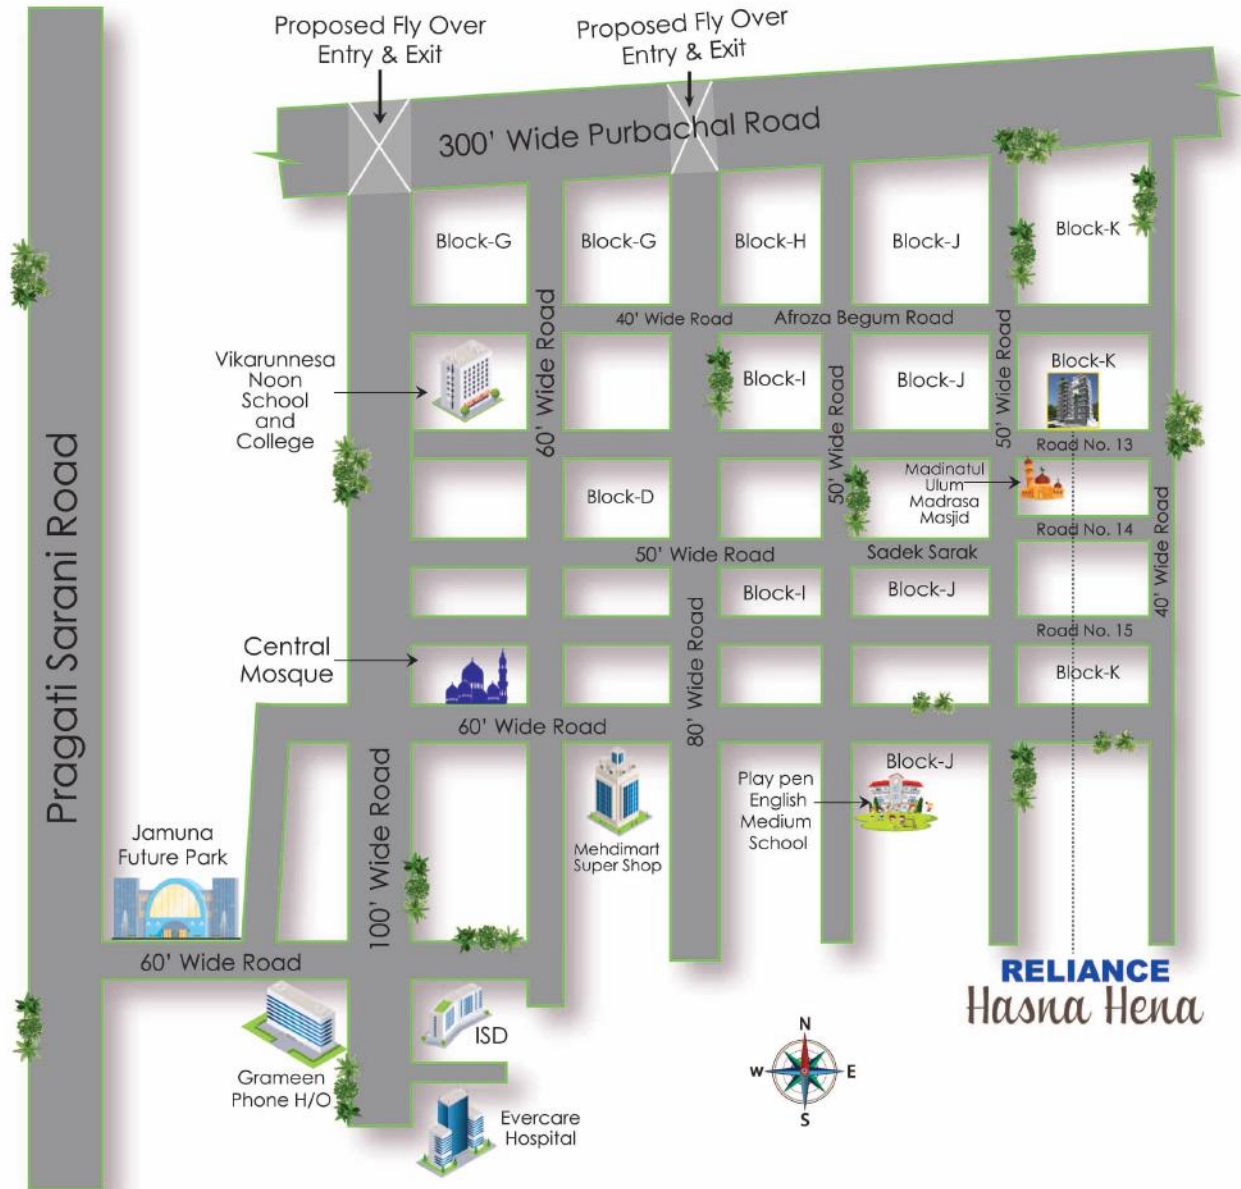 Proposed Fly Over
Entry & Exit
Proposed Fly Over
Entry & Exit
300' Wide Purbachal Road
Block-G
Block-G
Block-H
Block-J
Block-K
40' Wide Road
Afroza Begum Road
Vikarunnesa
Noon
School
and
College
60' Wide Road
Block-I
50' Wide Road
Block-J
50' Wide Road
Block-K
Road No. 13
Pragati Sarani Road
Block-D
Madinatul
Ulum
Madrasa
Masjid
Road No. 14
50' Wide Road
Sadek Sarak
40' Wide Road
Block-I
Block-J
Road No. 15
Central
Mosque
80' Wide Road
Block-K
60' Wide Road
100' Wide Road
Block-J
Play pen
English
Medium
School
Mehdimart
Super Shop
Jamuna
Future Park
60' Wide Road
RELIANCE
Hasna Hena
ISD
Grameen
Phone H/O
Evercare
Hospital
N
W
E
S